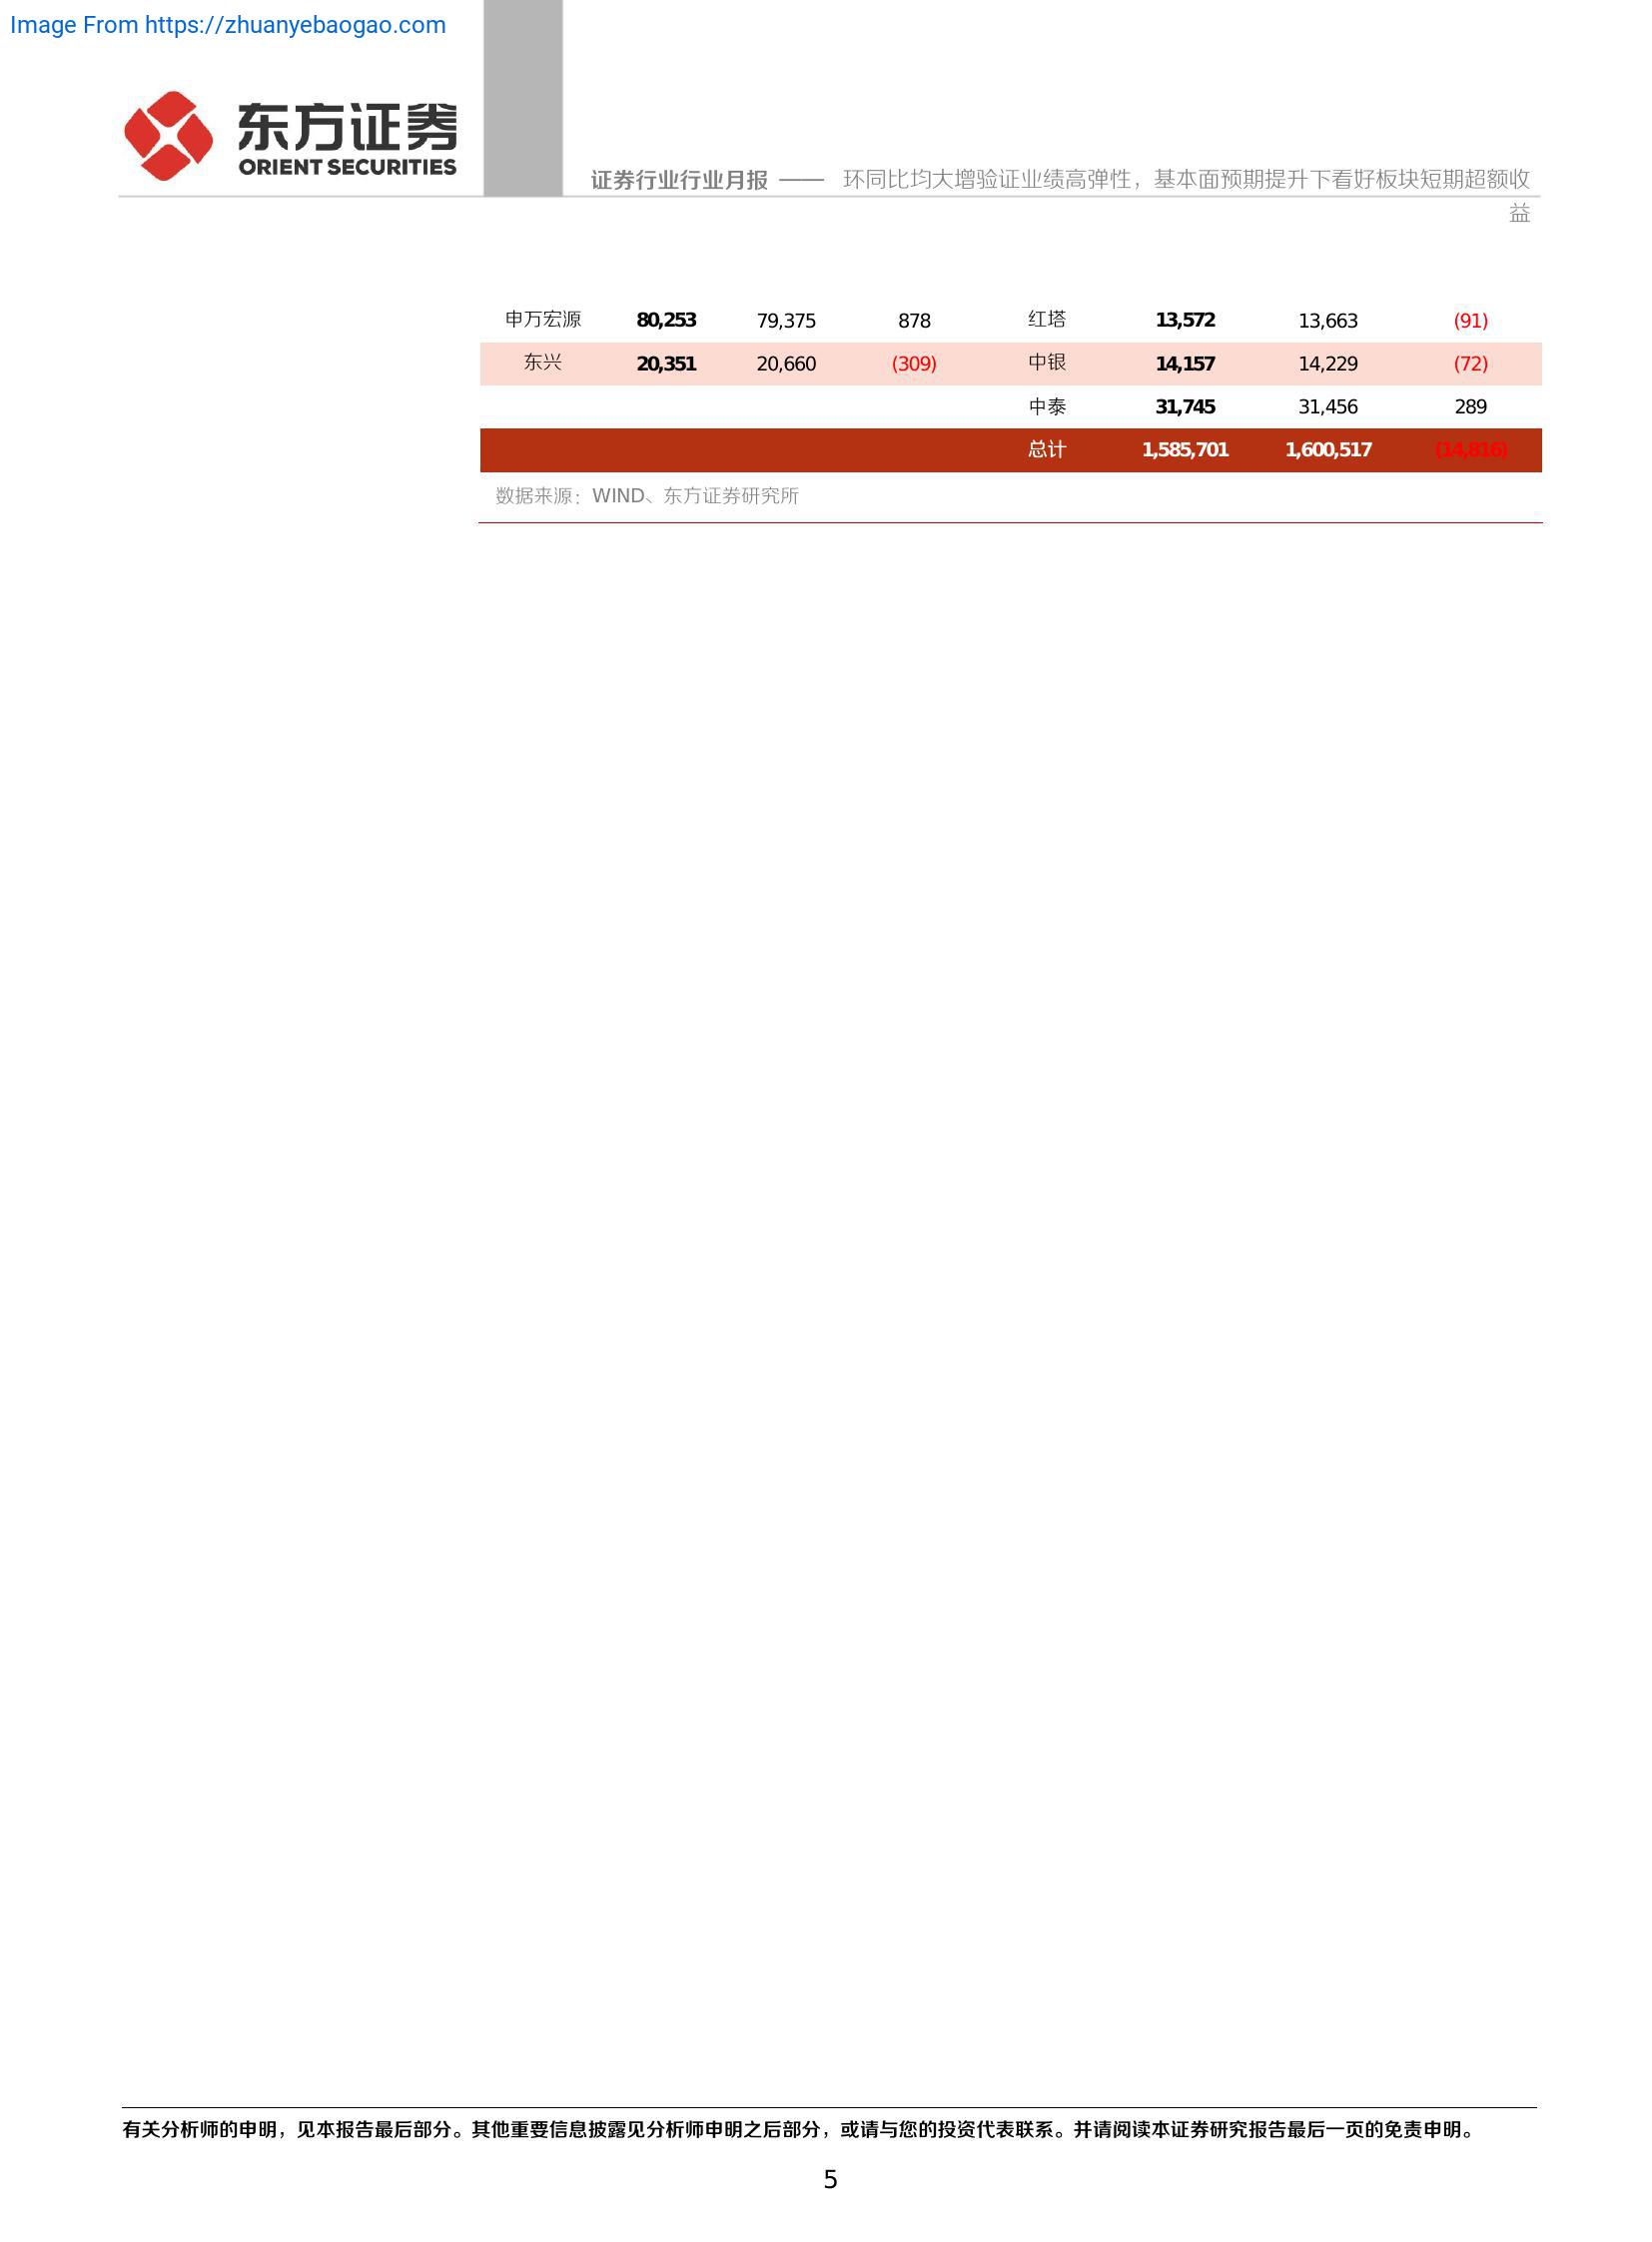 Image From https://zhuanyebaogao.com
东方证券
ORIENT SECURITIES
证券行业行业月报 —— 环同比均大增验证业绩高弹性，基本面预期提升下看好板块短期超额收
益
申万宏源 80,253 79,375 878 红塔 13,572 13,663 (91)
东兴 20,351 20,660 (309) 中银 14,157 14,229 (72)
中泰 31,745 31,456 289
总计 1,585,701 1,600,517 (14,816)
数据来源：WIND、东方证券研究所
有关分析师的申明，见本报告最后部分。其他重要信息披露见分析师申明之后部分，或请与您的投资代表联系。并请阅读本证券研究报告最后一页的免责申明。
5